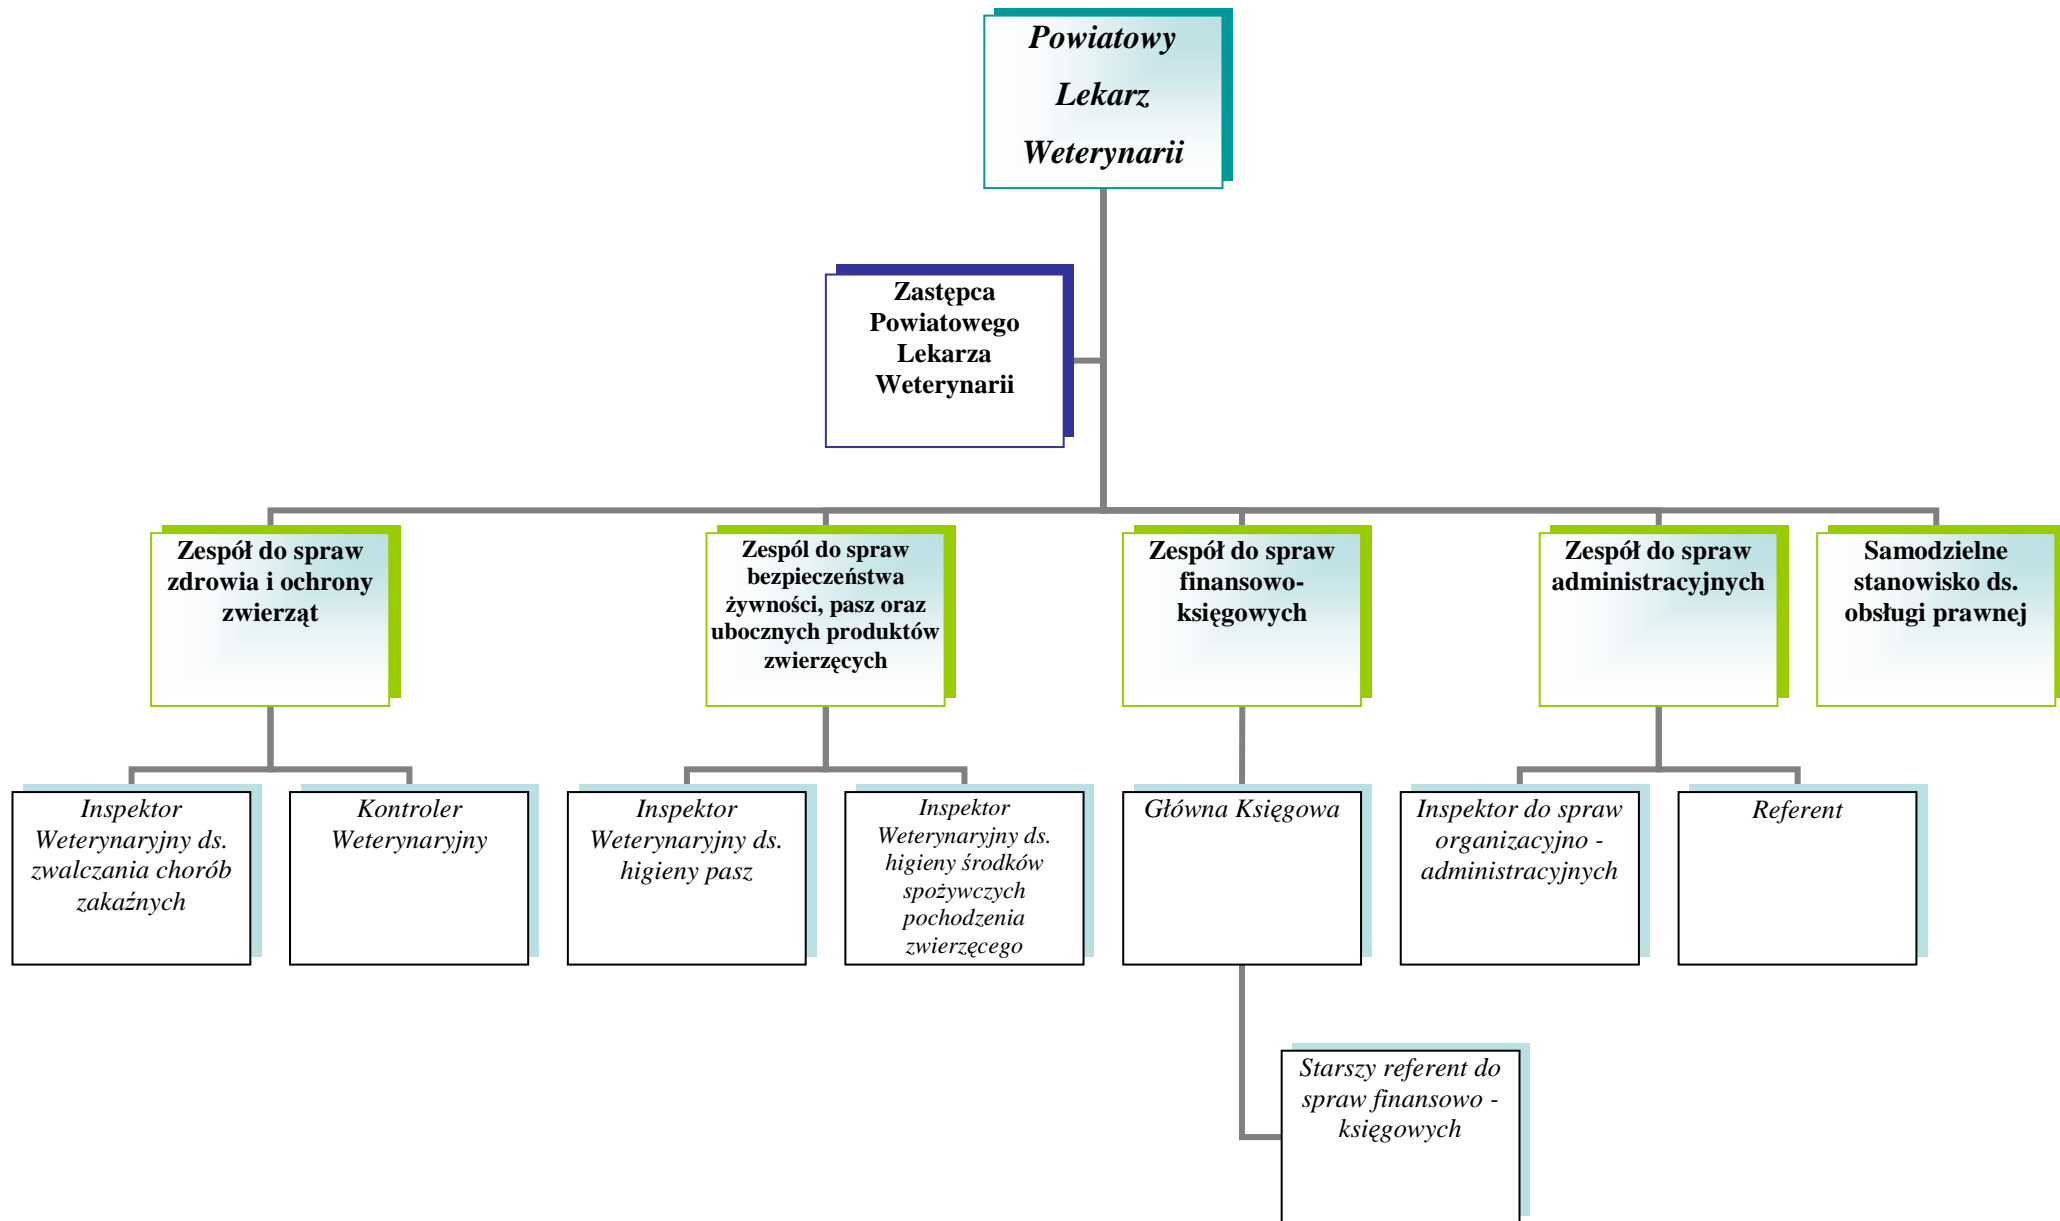 Powiatowy
Lekarz
Weterynarii
Zastępca
Powiatowego
Lekarza
Weterynarii
Zespół do spraw
zdrowia i ochrony
zwierząt
Zespól do spraw
bezpieczeństwa
żywności, pasz oraz
ubocznych produktów
zwierzęcych
Zespół do spraw
finansowo-
księgowych
Zespół do spraw
administracyjnych
Samodzielne
stanowisko ds.
obsługi prawnej
Inspektor
Weterynaryjny ds.
zwalczania chorób
zakaźnych
Kontroler
Weterynaryjny
Inspektor
Weterynaryjny ds.
higieny pasz
Inspektor
Weterynaryjny ds.
higieny środków
spożywczych
pochodzenia
zwierzęcego
Główna Księgowa
Inspektor do spraw
organizacyjno -
administracyjnych
Referent
Starszy referent do
spraw finansowo -
księgowych